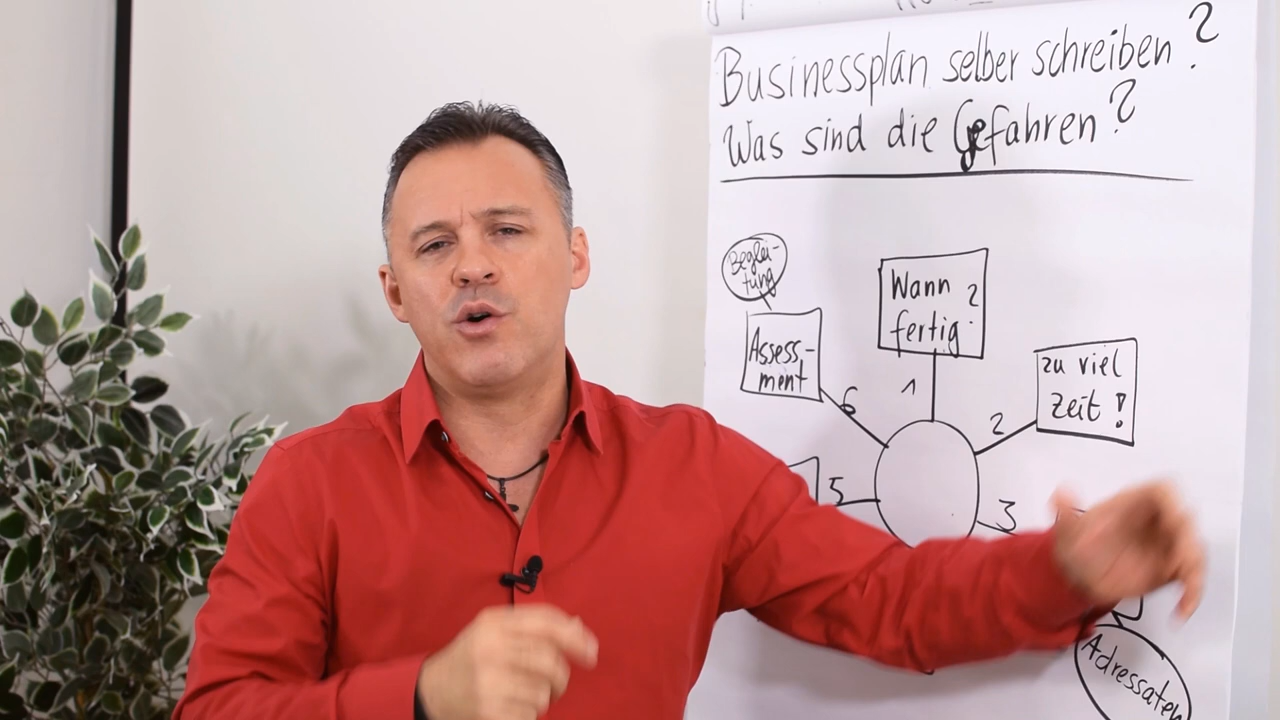 Businessplan selber schreiben?
Was sind die Gefahren?
Beglei-
tung
Wann
fertig?
Assess-
ment
zu viel
Zeit!
1
6
2
5
3
Adressaten